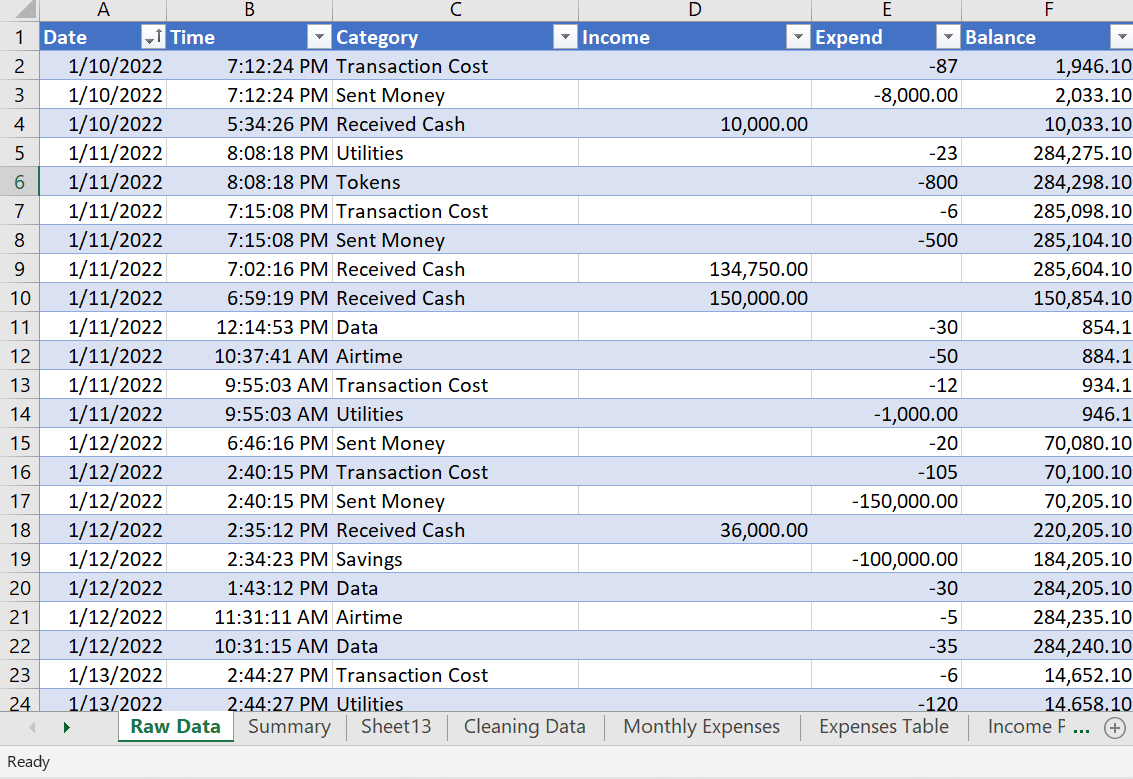 A B C D E F
1 Date Time Category Income Expend Balance
2 1/10/2022 7:12:24 PM Transaction Cost -87 1,946.10
3 1/10/2022 7:12:24 PM Sent Money -8,000.00 2,033.10
4 1/10/2022 5:34:26 PM Received Cash 10,000.00 10,033.10
5 1/11/2022 8:08:18 PM Utilities -23 284,275.10
6 1/11/2022 8:08:18 PM Tokens -800 284,298.10
7 1/11/2022 7:15:08 PM Transaction Cost -6 285,098.10
8 1/11/2022 7:15:08 PM Sent Money -500 285,104.10
9 1/11/2022 7:02:16 PM Received Cash 134,750.00 285,604.10
10 1/11/2022 6:59:19 PM Received Cash 150,000.00 150,854.10
11 1/11/2022 12:14:53 PM Data -30 854.1
12 1/11/2022 10:37:41 AM Airtime -50 884.1
13 1/11/2022 9:55:03 AM Transaction Cost -12 934.1
14 1/11/2022 9:55:03 AM Utilities -1,000.00 946.1
15 1/12/2022 6:46:16 PM Sent Money -20 70,080.10
16 1/12/2022 2:40:15 PM Transaction Cost -105 70,100.10
17 1/12/2022 2:40:15 PM Sent Money -150,000.00 70,205.10
18 1/12/2022 2:35:12 PM Received Cash 36,000.00 220,205.10
19 1/12/2022 2:34:23 PM Savings -100,000.00 184,205.10
20 1/12/2022 1:43:12 PM Data -30 284,205.10
21 1/12/2022 11:31:11 AM Airtime -5 284,235.10
22 1/12/2022 10:31:15 AM Data -35 284,240.10
23 1/13/2022 2:44:27 PM Transaction Cost -6 14,652.10
24 1/13/2022 2:44:27 PM Utilities -120 14,658.10
Raw Data Summary Sheet13 Cleaning Data Monthly Expenses Expenses Table Income ...
Ready